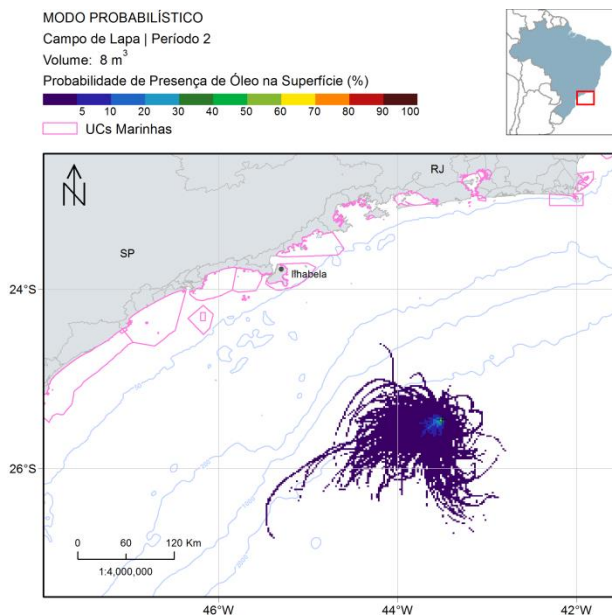 MODO PROBABILÍSTICO
Campo de Lapa | Período 2
Volume: 8 m³
Probabilidade de Presença de Óleo na Superfície (%)
5 10 20 30 40 50 60 70 80 90 100
UCs Marinhas
N
RJ
SP
Ilhabela
24°S
26°S
0 60 120 Km
1:4,000,000
46°W 44°W 42°W